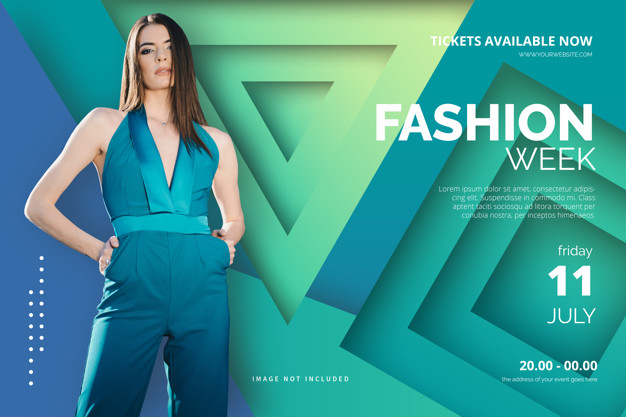 TICKETS AVAILABLE NOW
WWW.YOURWEBSITE.COM
FASHION
WEEK
Lorem ipsum dolor sit amet, consectetur adipis-
cing elit. Suspendisse in commodo mi. Class
aptent taciti sociosqu ad litora torquent per
conubia nostra, per inceptos himenaeos.
friday
11
JULY
20.00 - 00.00
the address of your event goes here
IMAGE NOT INCLUDED